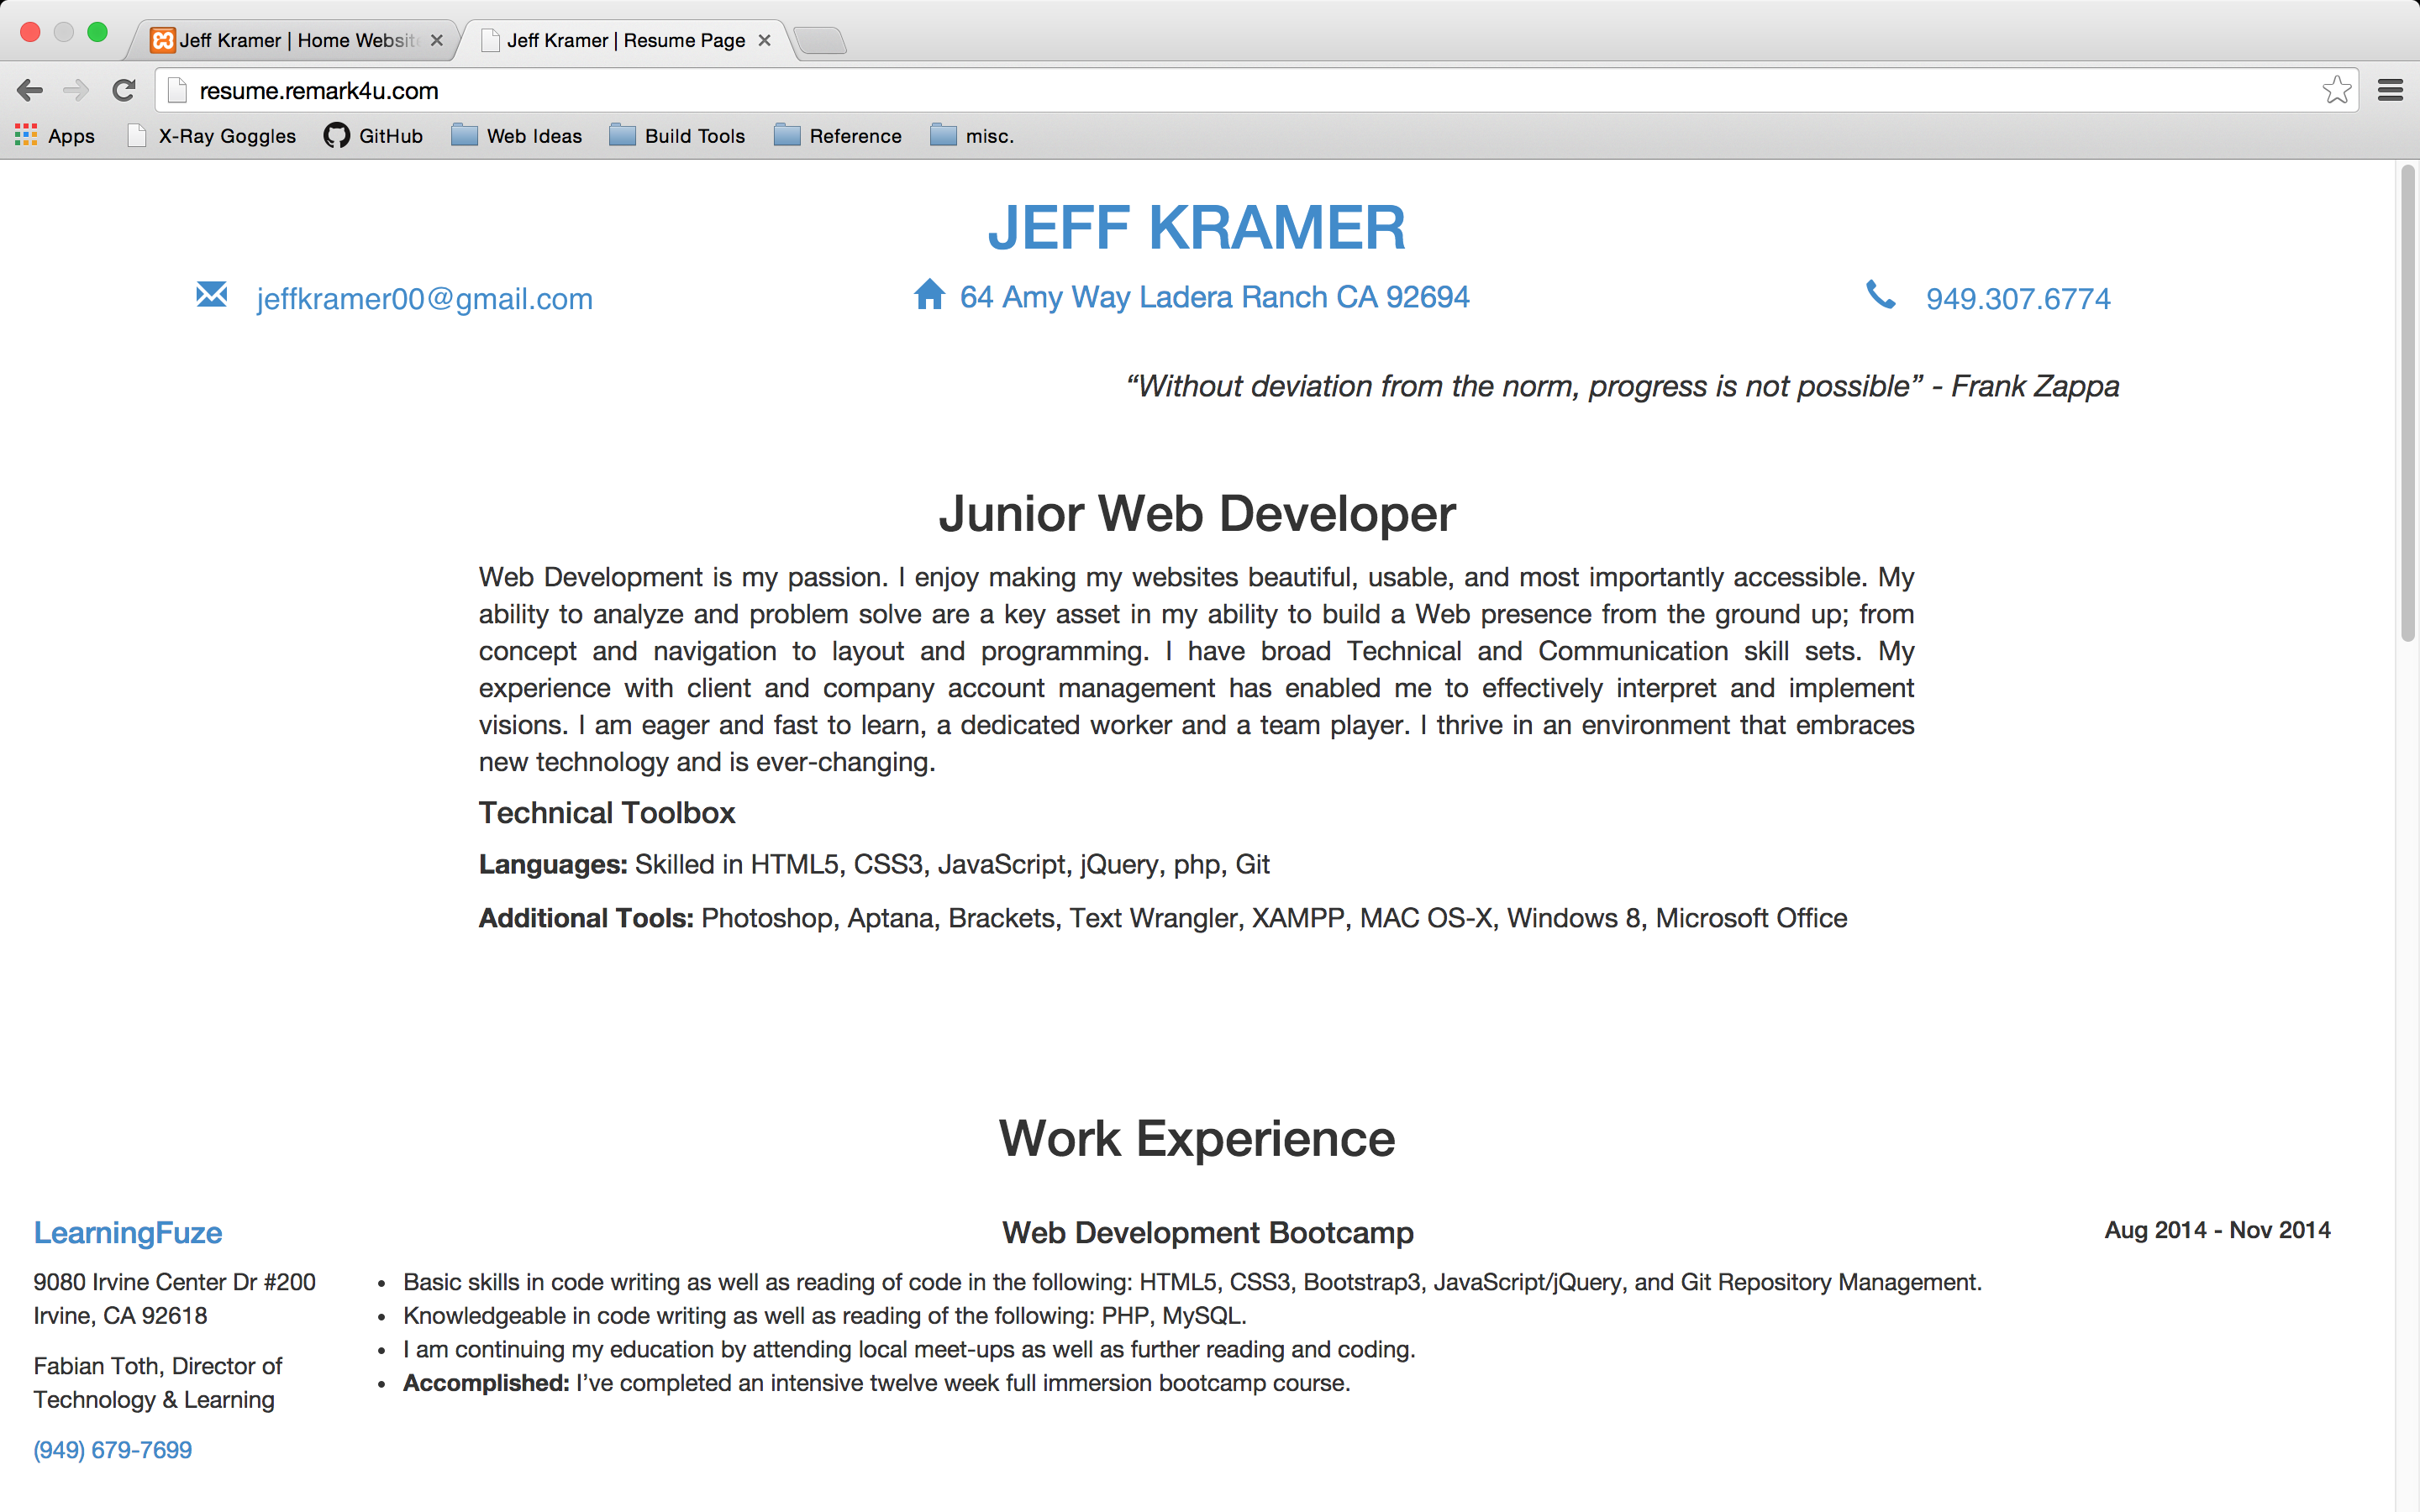 Jeff Kramer | Home Website
Jeff Kramer | Resume Page
resume.remark4u.com
Apps X-Ray Goggles GitHub Web Ideas Build Tools Reference misc.
JEFF KRAMER
jeffkramer00@gmail.com 64 Amy Way Ladera Ranch CA 92694 949.307.6774
“Without deviation from the norm, progress is not possible” - Frank Zappa
Junior Web Developer
Web Development is my passion. I enjoy making my websites beautiful, usable, and most importantly accessible. My
ability to analyze and problem solve are a key asset in my ability to build a Web presence from the ground up; from
concept and navigation to layout and programming. I have broad Technical and Communication skill sets. My
experience with client and company account management has enabled me to effectively interpret and implement
visions. I am eager and fast to learn, a dedicated worker and a team player. I thrive in an environment that embraces
new technology and is ever-changing.
Technical Toolbox
Languages: Skilled in HTML5, CSS3, JavaScript, jQuery, php, Git
Additional Tools: Photoshop, Aptana, Brackets, Text Wrangler, XAMPP, MAC OS-X, Windows 8, Microsoft Office
Work Experience
LearningFuze
9080 Irvine Center Dr #200
Irvine, CA 92618
Fabian Toth, Director of
Technology & Learning
(949) 679-7699
Web Development Bootcamp
• Basic skills in code writing as well as reading of code in the following: HTML5, CSS3, Bootstrap3, JavaScript/jQuery, and Git Repository Management.
• Knowledgeable in code writing as well as reading of the following: PHP, MySQL.
• I am continuing my education by attending local meet-ups as well as further reading and coding.
• Accomplished: I’ve completed an intensive twelve week full immersion bootcamp course.
Aug 2014 - Nov 2014